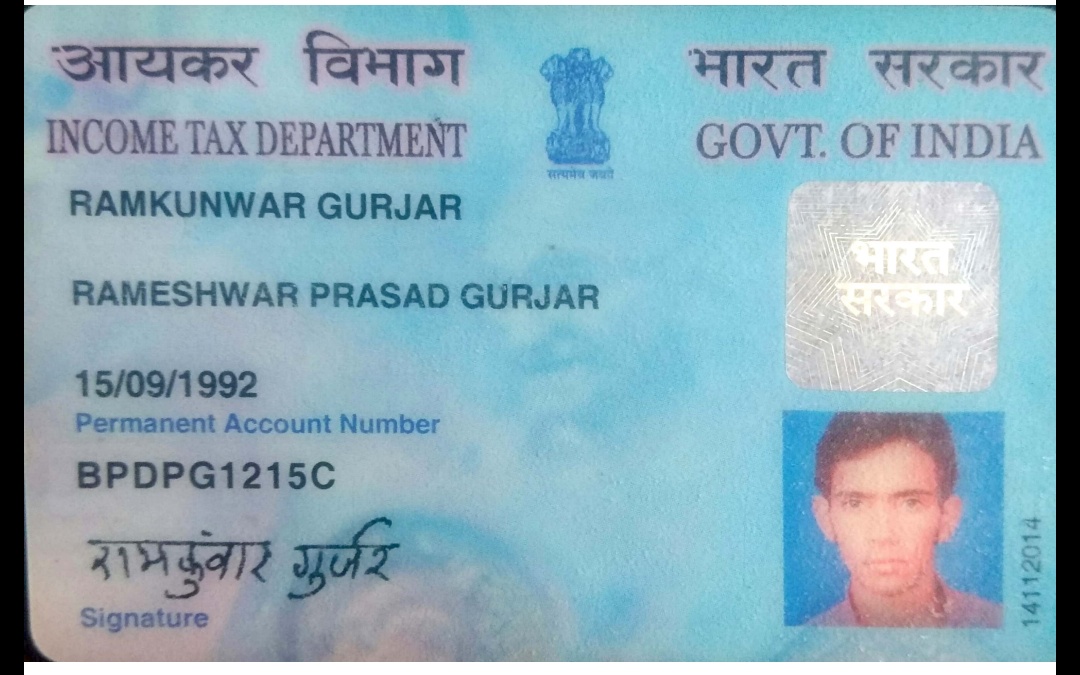 आयकर विभाग
INCOME TAX DEPARTMENT
सत्यमेव जयते
भारत सरकार
GOVT. OF INDIA
RAMKUNWAR GURJAR
भारत
सरकार
RAMESHWAR PRASAD GURJAR
15/09/1992
Permanent Account Number
BPDPG1215C
रामकुंवार गुर्जर
Signature
14112014